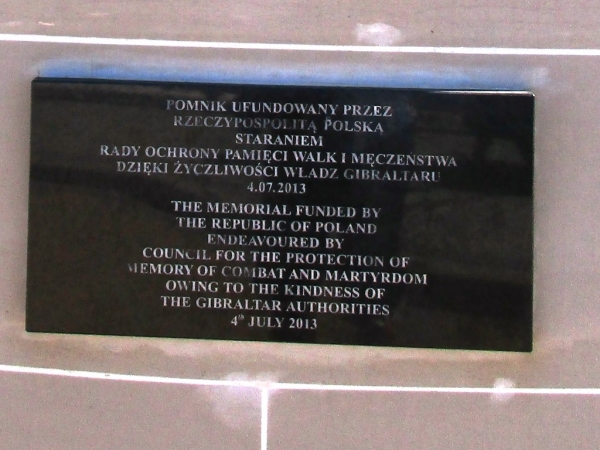 POMNIK UFUNDOWANY PRZEZ
RZECZYPOSPOLITĄ POLSKĄ
STARANIEM
RADY OCHRONY PAMIĘCI WALK I MĘCZEŃSTWA
DZIĘKI ŻYCZLIWOŚCI WŁADZ GIBRALTARU
4.07.2013
THE MEMORIAL FUNDED BY
THE REPUBLIC OF POLAND
ENDEAVOURED BY
COUNCIL FOR THE PROTECTION OF
MEMORY OF COMBAT AND MARTYRDOM
OWING TO THE KINDNESS OF
THE GIBRALTAR AUTHORITIES
4th JULY 2013